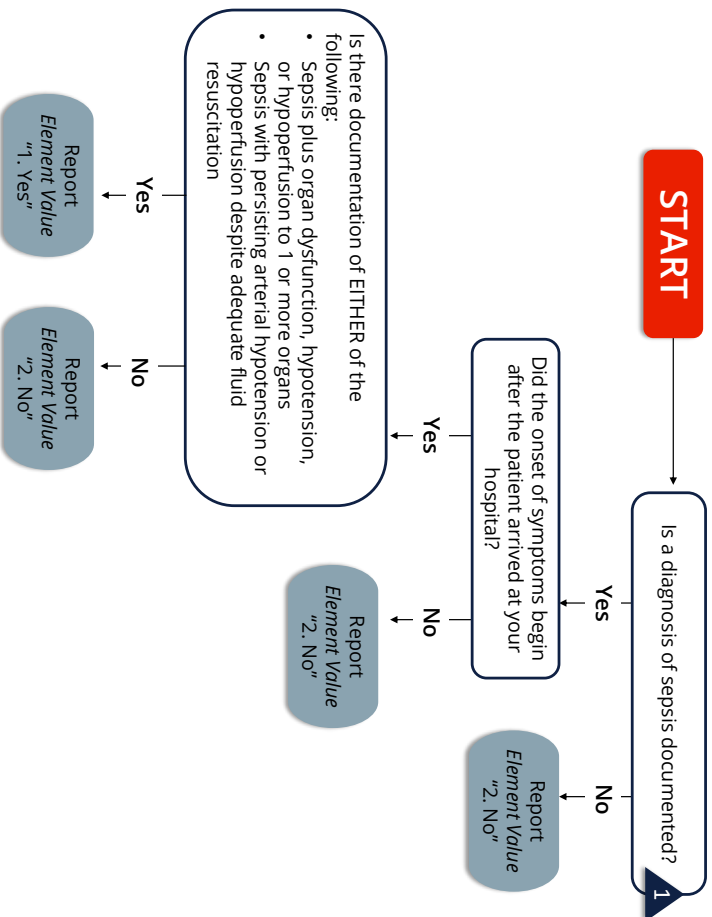 START
Is a diagnosis of sepsis documented?
1
Yes
No
Did the onset of symptoms begin
after the patient arrived at your
hospital?
Report
Element Value
“2. No”
Yes
No
Is there documentation of EITHER of the
following:
• Sepsis plus organ dysfunction, hypotension,
or hypoperfusion to 1 or more organs
• Sepsis with persisting arterial hypotension or
hypoperfusion despite adequate fluid
resuscitation
Report
Element Value
“2. No”
Yes
No
Report
Element Value
“1. Yes”
Report
Element Value
“2. No”